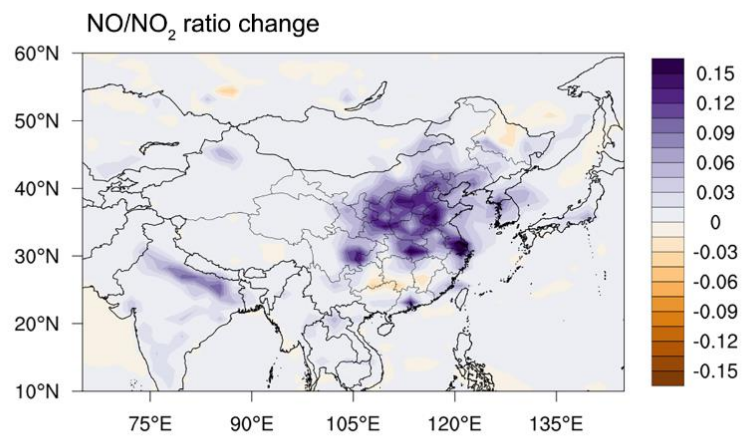 NO/NO₂ ratio change
60°N
50°N
40°N
30°N
20°N
10°N
75°E
90°E
105°E
120°E
135°E
0.15
0.12
0.09
0.06
0.03
0
-0.03
-0.06
-0.09
-0.12
-0.15